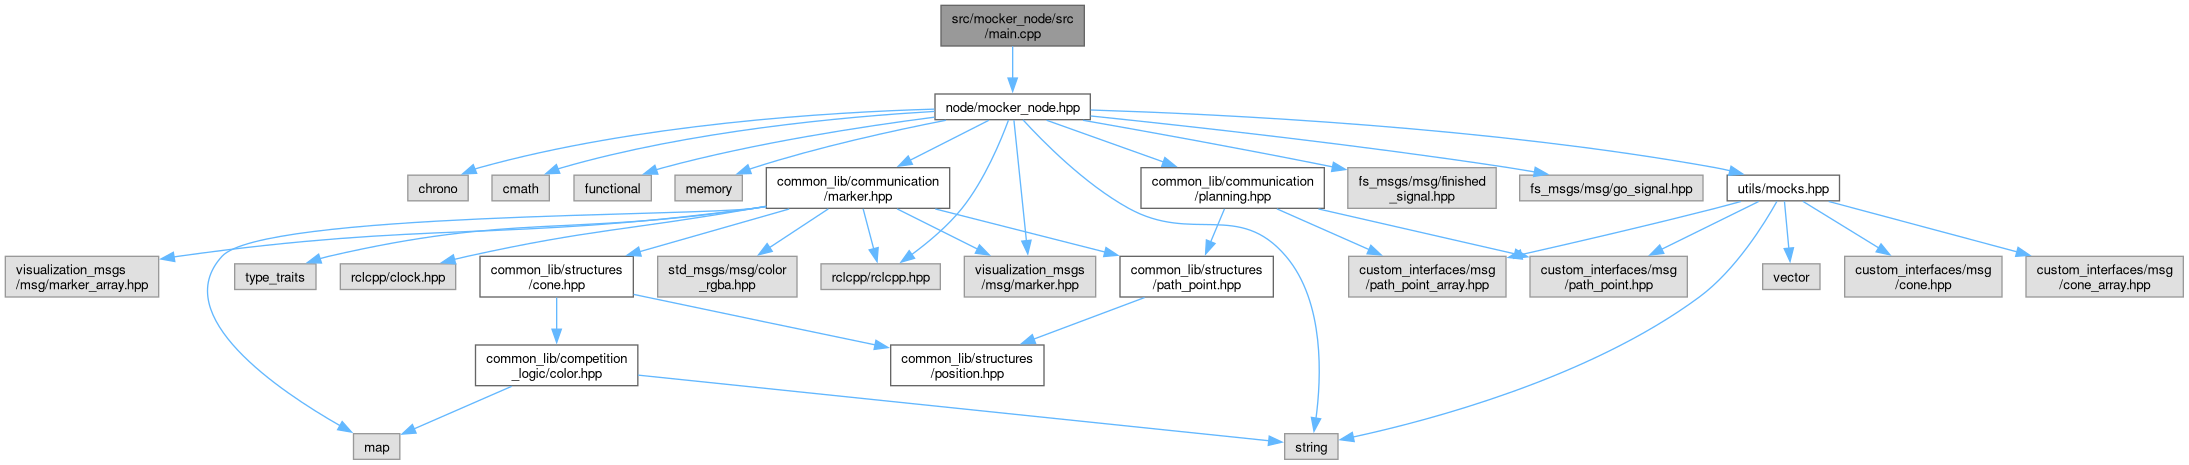 src/mocker_node/src
/main.cpp
node/mocker_node.hpp
chrono
cmath
functional
memory
common_lib/communication
/marker.hpp
common_lib/communication
/planning.hpp
fs_msgs/msg/finished
_signal.hpp
fs_msgs/msg/go_signal.hpp
utils/mocks.hpp
visualization_msgs
/msg/marker_array.hpp
type_traits
rclcpp/clock.hpp
common_lib/structures
/cone.hpp
std_msgs/msg/color
_rgba.hpp
rclcpp/rclcpp.hpp
visualization_msgs
/msg/marker.hpp
common_lib/structures
/path_point.hpp
custom_interfaces/msg
/path_point_array.hpp
custom_interfaces/msg
/path_point.hpp
vector
custom_interfaces/msg
/cone.hpp
custom_interfaces/msg
/cone_array.hpp
common_lib/competition
_logic/color.hpp
common_lib/structures
/position.hpp
map
string